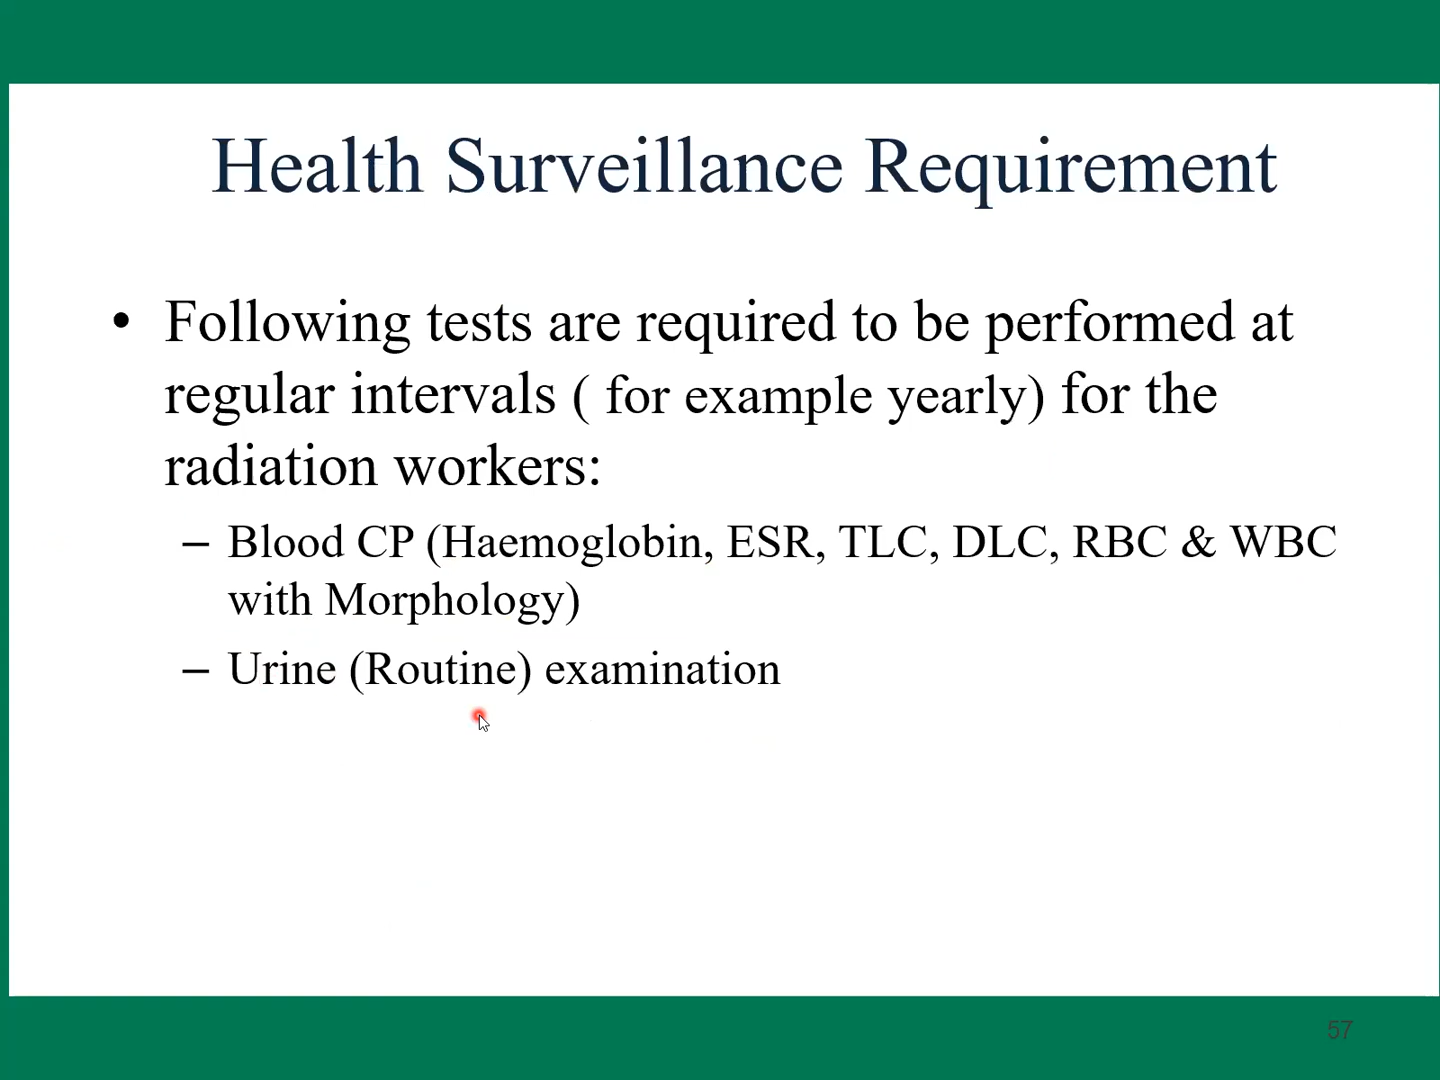 Health Surveillance Requirement
• Following tests are required to be performed at
regular intervals ( for example yearly) for the
radiation workers:
– Blood CP (Haemoglobin, ESR, TLC, DLC, RBC & WBC
with Morphology)
– Urine (Routine) examination
57